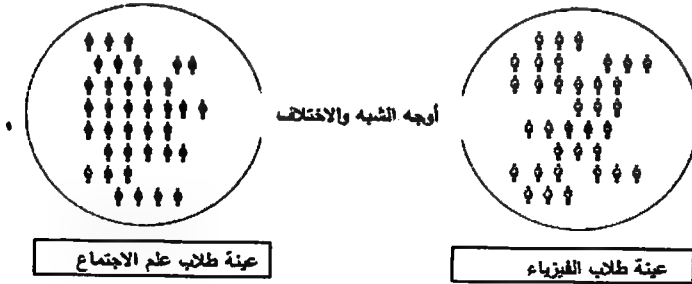 أوجه الشبه والاختلاف
عينة طلاب الفيزياء
عينة طلاب علم الاجتماع